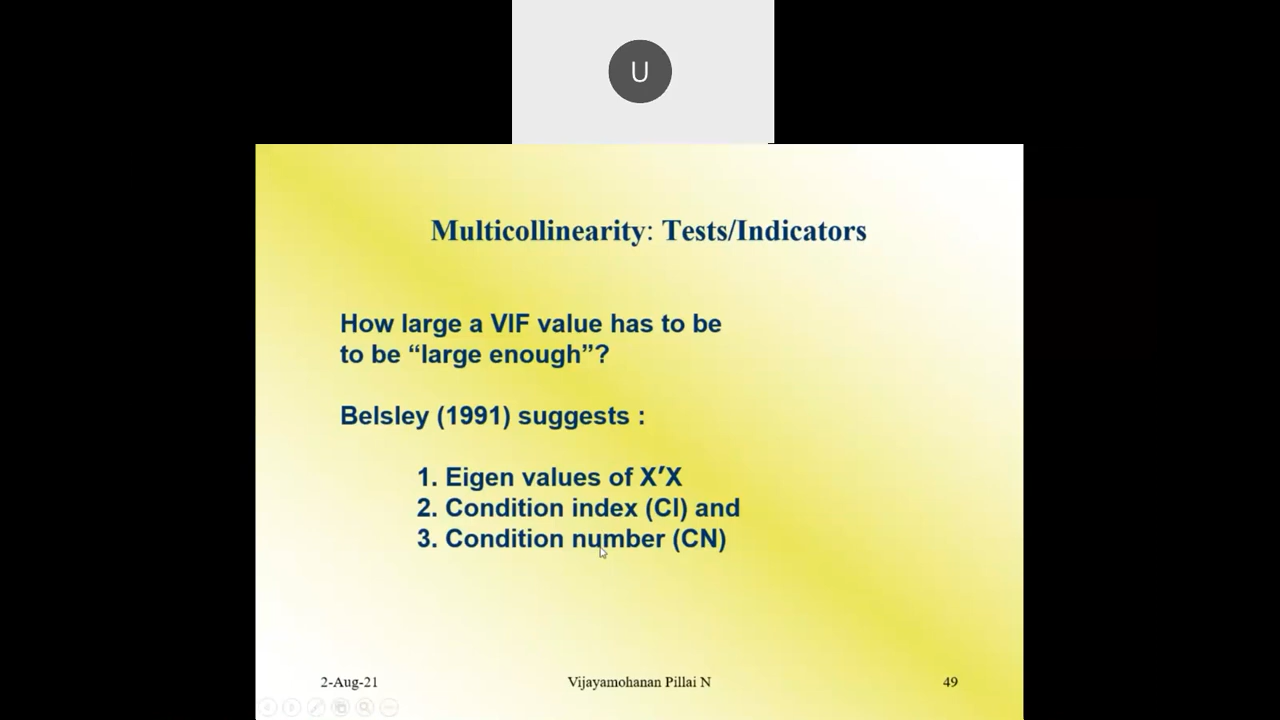 U
Multicollinearity: Tests/Indicators
How large a VIF value has to be
to be “large enough”?
Belsley (1991) suggests :
1. Eigen values of X′X
2. Condition index (CI) and
3. Condition number (CN)
2-Aug-21
Vijayamohanan Pillai N
49